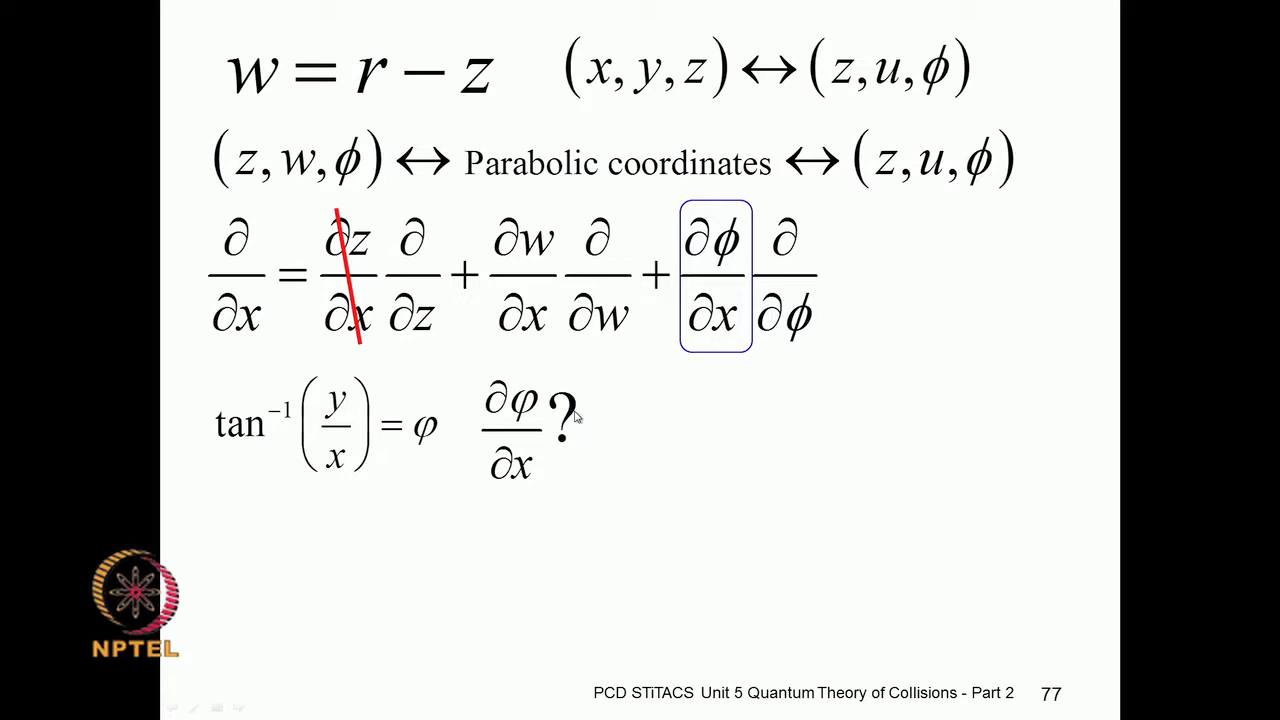 w = r − z (x, y, z) ↔ (z, u, ϕ)
(z, w, ϕ) ↔ Parabolic coordinates ↔ (z, u, ϕ)
∂/∂x = ∂z/∂x ∂/∂z + ∂w/∂x ∂/∂w + ∂ϕ/∂x ∂/∂ϕ
tan⁻¹(y/x) = φ ∂φ/∂x ?
NPTEL
PCD STiTACS Unit 5 Quantum Theory of Collisions - Part 2 77